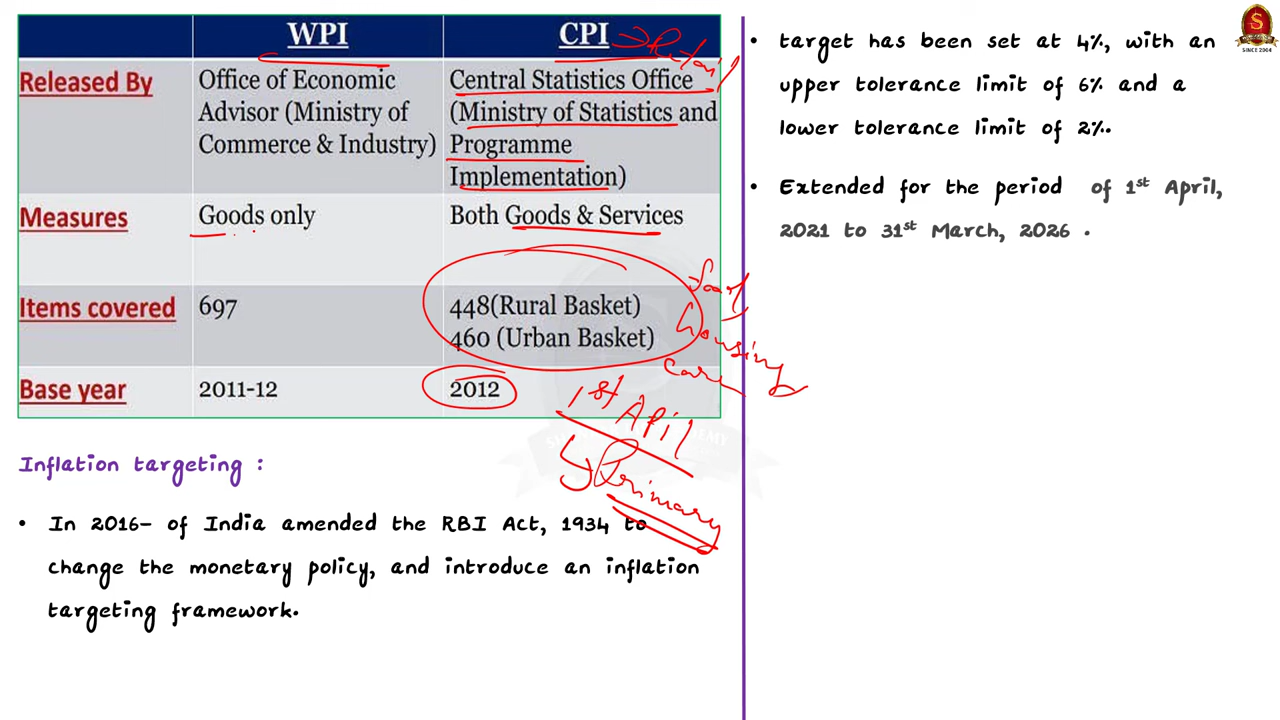 WPI
CPI
Released By
Office of Economic
Advisor (Ministry of
Commerce & Industry)
Central Statistics Office
(Ministry of Statistics and
Programme
Implementation)
Measures
Goods only
Both Goods & Services
Items covered
697
448(Rural Basket)
460 (Urban Basket)
Base year
2011-12
2012
housing
care
1st April
Primary
Inflation targeting :
• In 2016- of India amended the RBI Act, 1934 to
change the monetary policy, and introduce an inflation
targeting framework.
• target has been set at 4%, with an
upper tolerance limit of 6% and a
lower tolerance limit of 2%.
• Extended for the period of 1st April,
2021 to 31st March, 2026 .
S
SINCE 2004